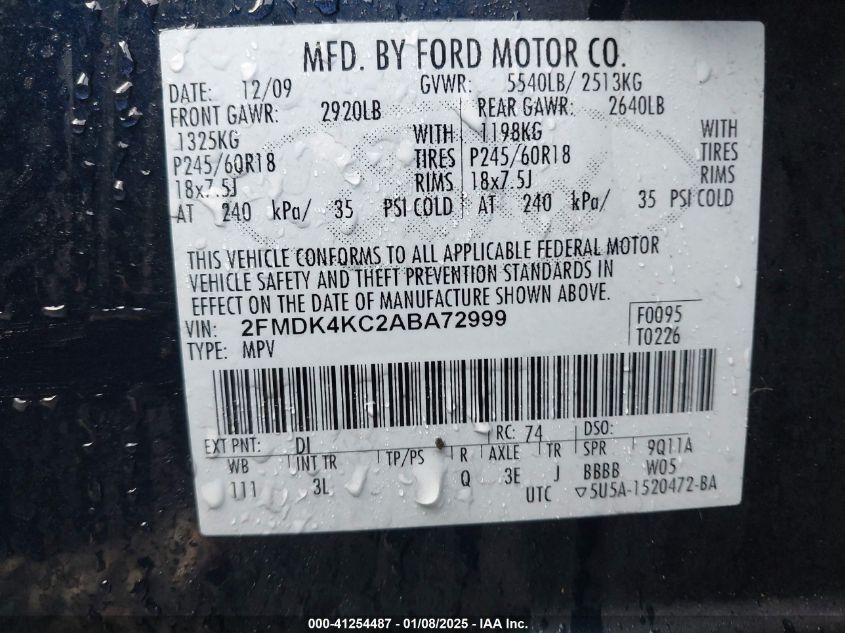 MFD. BY FORD MOTOR CO.
DATE: 12/09 GVWR: 5540LB/ 2513KG
FRONT GAWR: 2920LB REAR GAWR: 2640LB
1325KG WITH 1198KG WITH
P245/60R18 TIRES P245/60R18 TIRES
18x7.5J RIMS 18x7.5J RIMS
AT 240 kPa/ 35 PSI COLD AT 240 kPa/ 35 PSI COLD
THIS VEHICLE CONFORMS TO ALL APPLICABLE FEDERAL MOTOR
VEHICLE SAFETY AND THEFT PREVENTION STANDARDS IN
EFFECT ON THE DATE OF MANUFACTURE SHOWN ABOVE.
VIN: 2FMDK4KC2ABA72999 F0095
TYPE: MPV T0226
EXT PNT: DI RC: 74 DSO:
WB INT TR TP/PS R AXLE TR SPR 9Q11A
111 3L Q 3E J BBBB W05
UTC ▽5U5A-1520472-BA
000-41254487 - 01/08/2025 - IAA Inc.